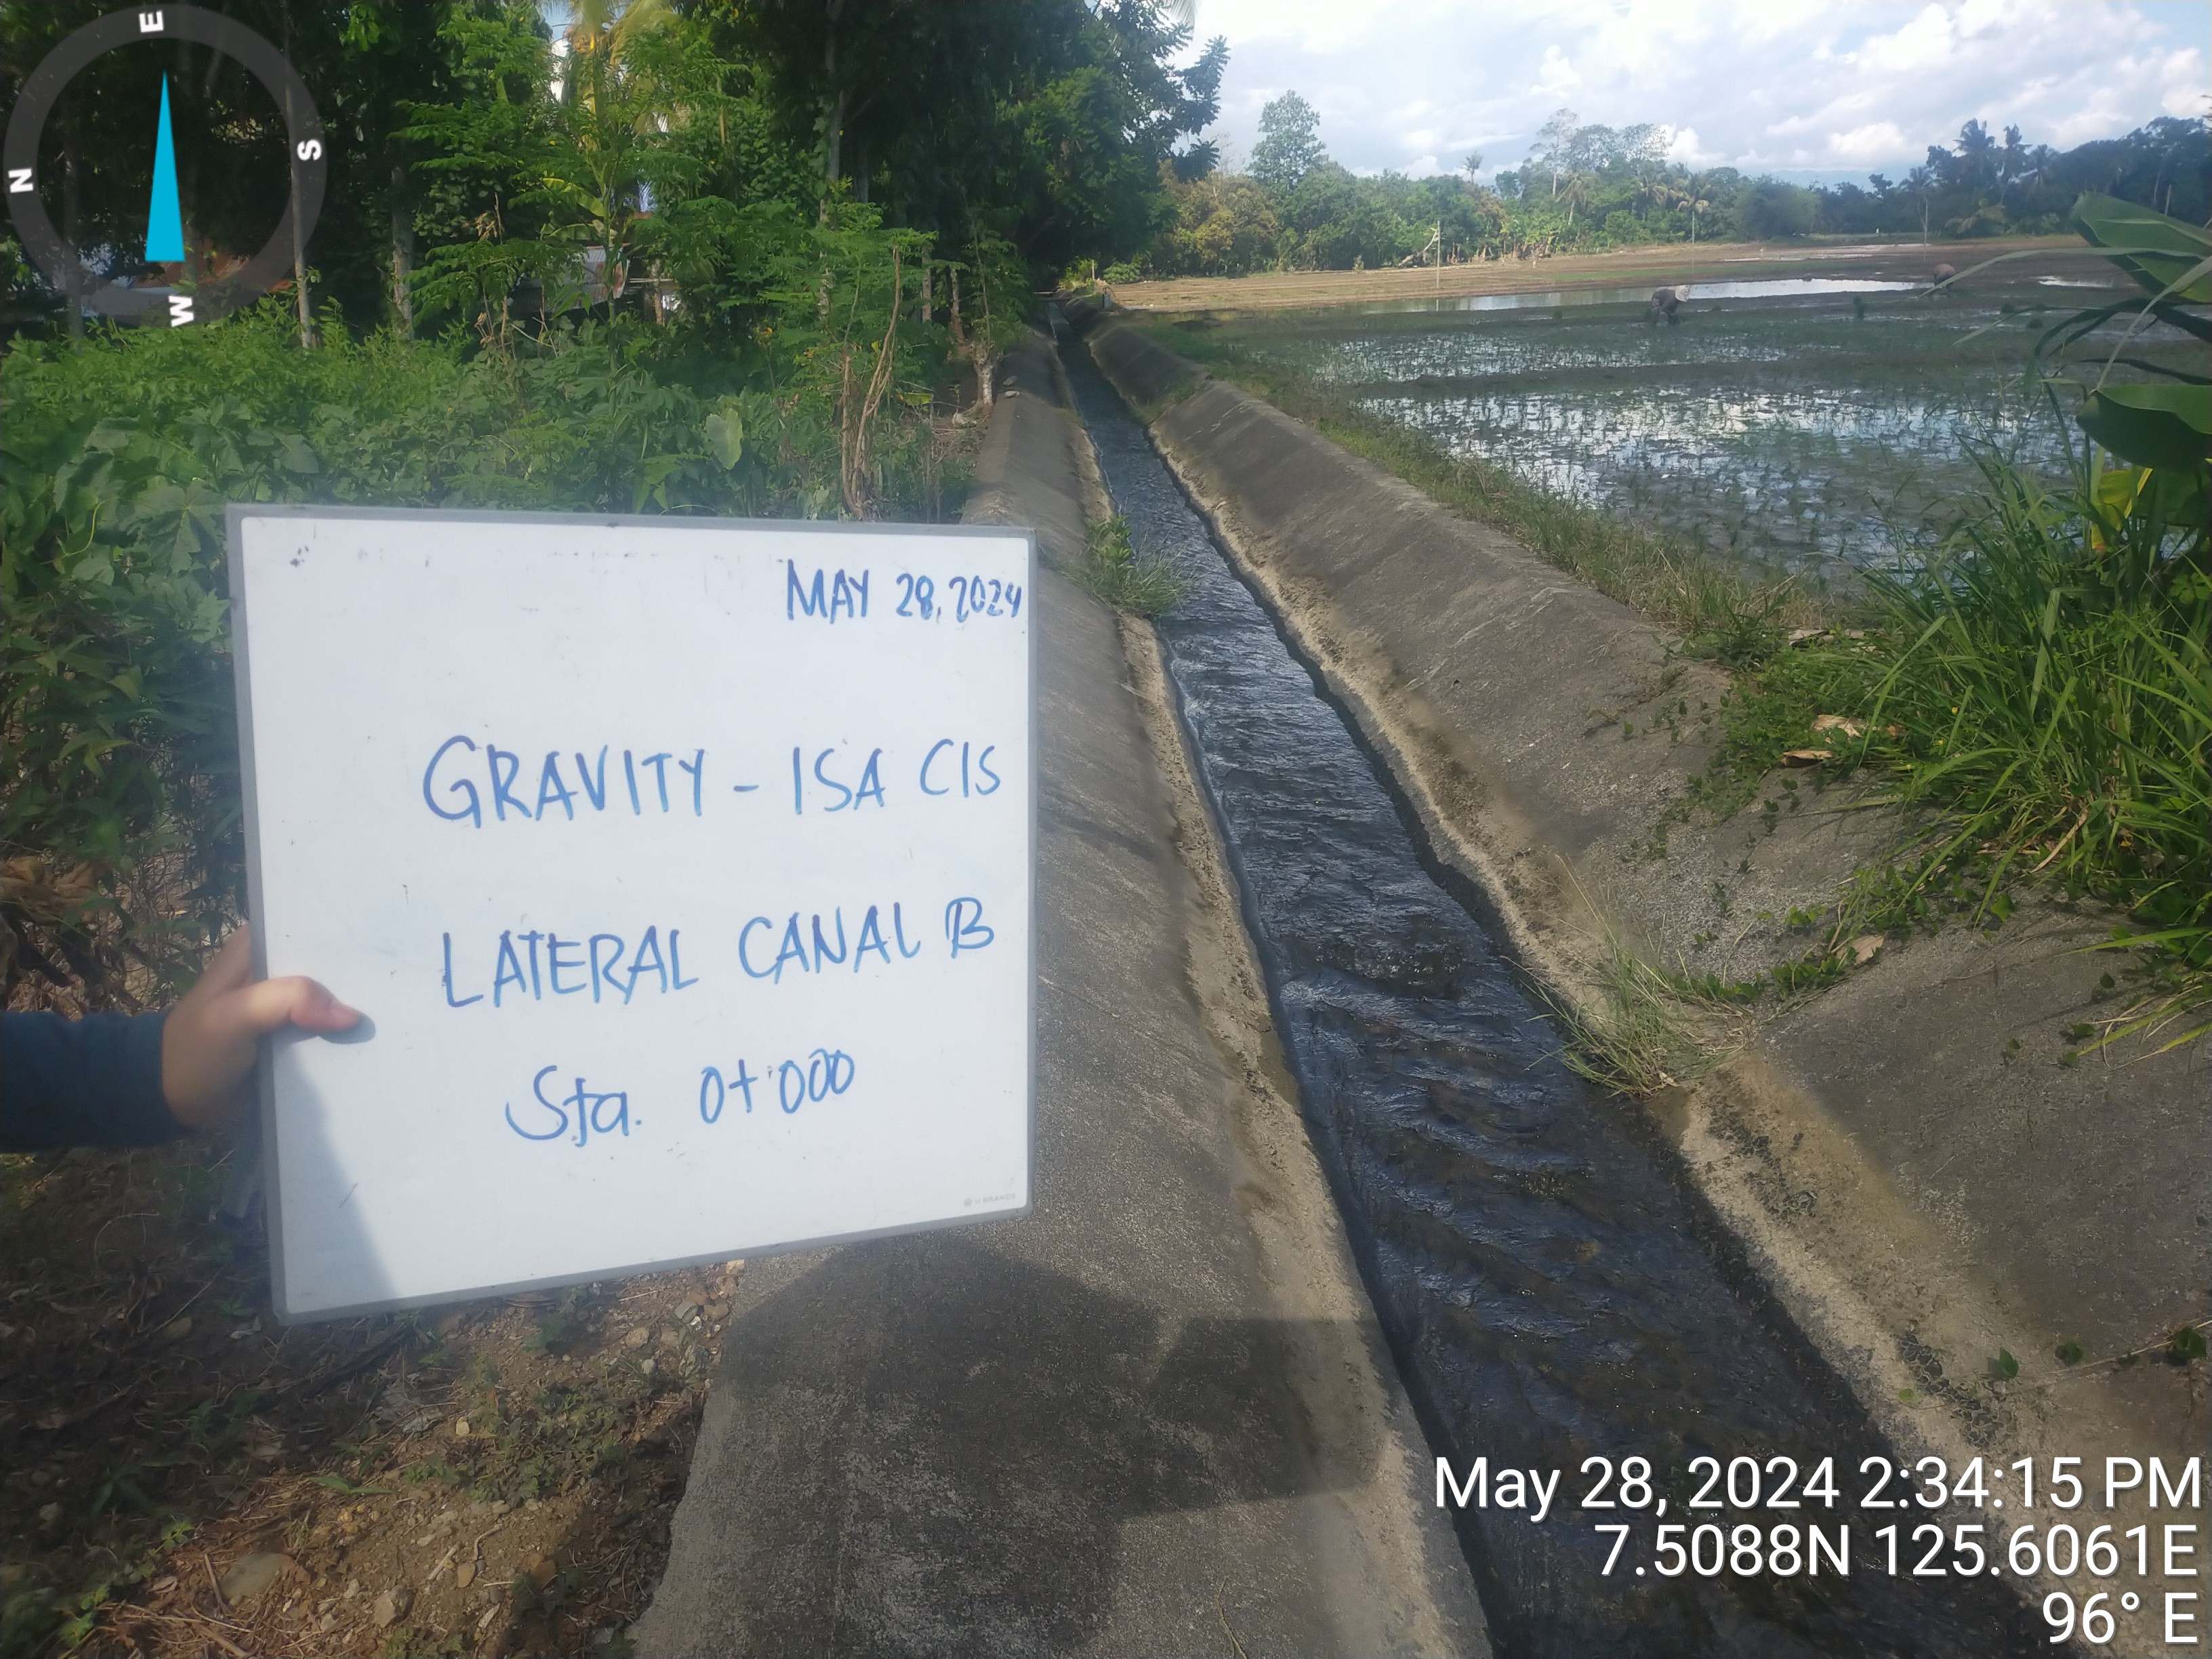 E
N
S
W
MAY 28, 2024
GRAVITY - ISA CIS
LATERAL CANAL B
Sta. 0+000
U BRANDS
May 28, 2024 2:34:15 PM
7.5088N 125.6061E
96° E